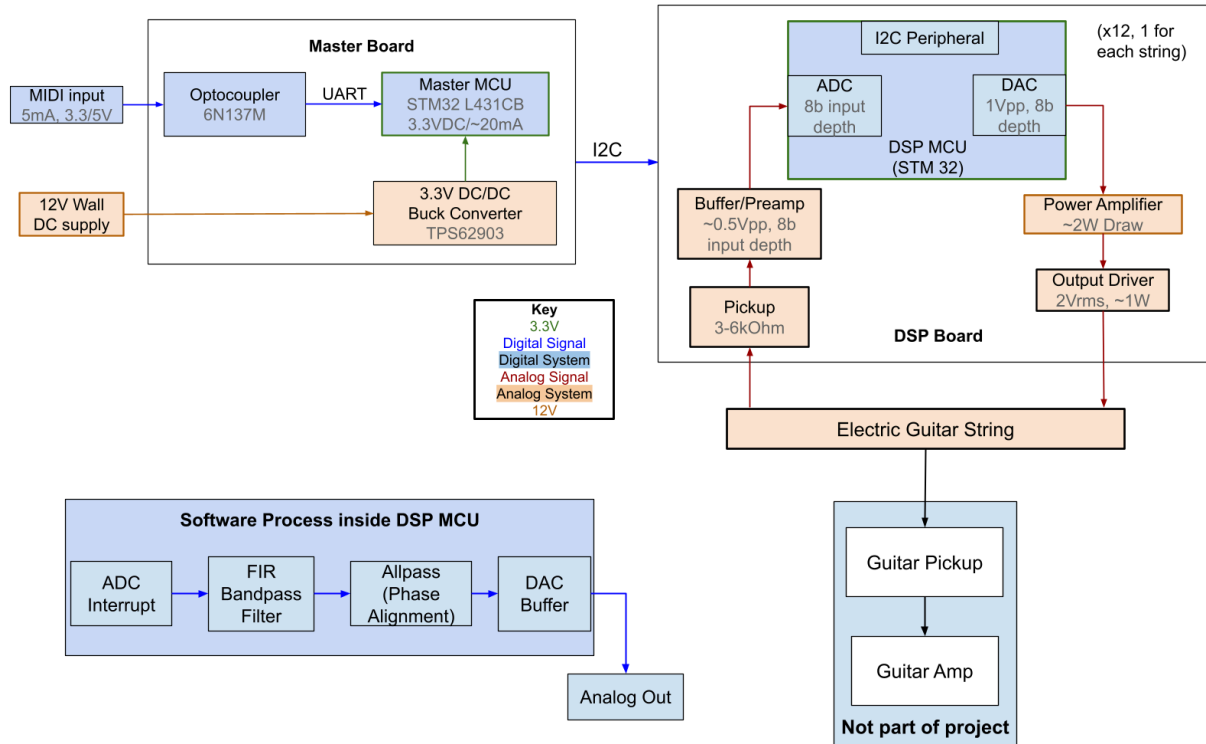 Master Board
MIDI input
5mA, 3.3/5V
Optocoupler
6N137M
UART
Master MCU
STM32 L431CB
3.3VDC/~20mA
12V Wall
DC supply
3.3V DC/DC
Buck Converter
TPS62903
I2C
I2C Peripheral
(x12, 1 for
each string)
ADC
8b input
depth
DAC
1Vpp, 8b
depth
DSP MCU
(STM 32)
Buffer/Preamp
~0.5Vpp, 8b
input depth
Power Amplifier
~2W Draw
Pickup
3-6kOhm
Output Driver
2Vrms, ~1W
DSP Board
Key
3.3V
Digital Signal
Digital System
Analog Signal
Analog System
12V
Electric Guitar String
Software Process inside DSP MCU
ADC
Interrupt
FIR
Bandpass
Filter
Allpass
(Phase
Alignment)
DAC
Buffer
Analog Out
Guitar Pickup
Guitar Amp
Not part of project